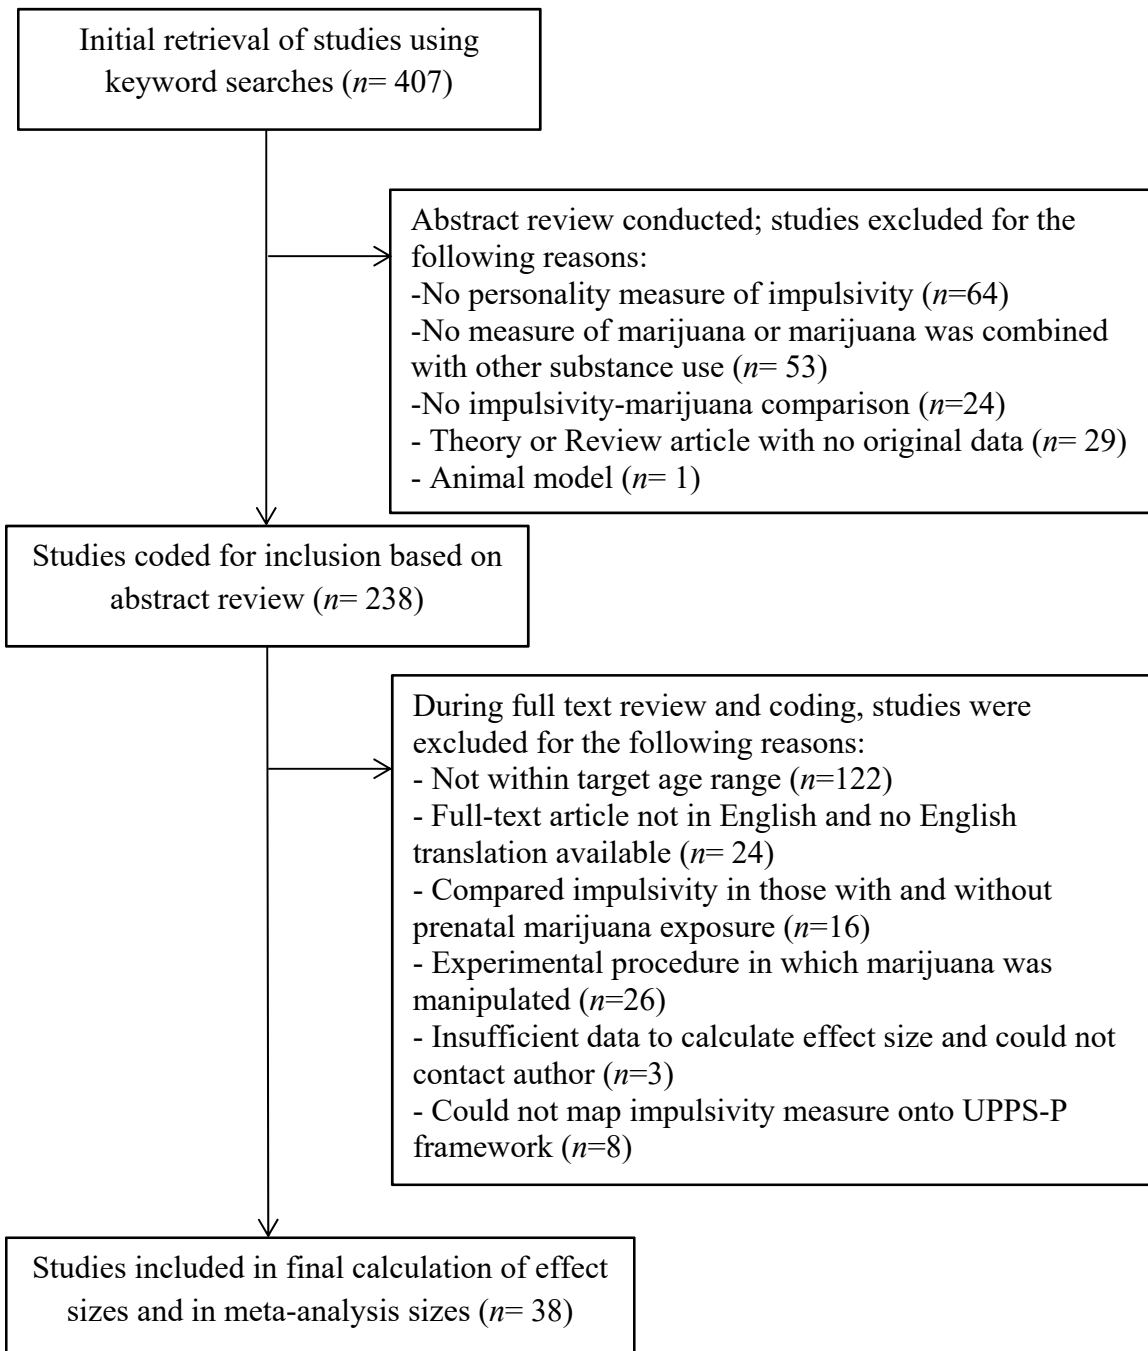 Initial retrieval of studies using
keyword searches (n= 407)
Abstract review conducted; studies excluded for the
following reasons:
-No personality measure of impulsivity (n=64)
-No measure of marijuana or marijuana was combined
with other substance use (n= 53)
-No impulsivity-marijuana comparison (n=24)
- Theory or Review article with no original data (n= 29)
- Animal model (n= 1)
Studies coded for inclusion based on
abstract review (n= 238)
During full text review and coding, studies were
excluded for the following reasons:
- Not within target age range (n=122)
- Full-text article not in English and no English
translation available (n= 24)
- Compared impulsivity in those with and without
prenatal marijuana exposure (n=16)
- Experimental procedure in which marijuana was
manipulated (n=26)
- Insufficient data to calculate effect size and could not
contact author (n=3)
- Could not map impulsivity measure onto UPPS-P
framework (n=8)
Studies included in final calculation of effect
sizes and in meta-analysis sizes (n= 38)